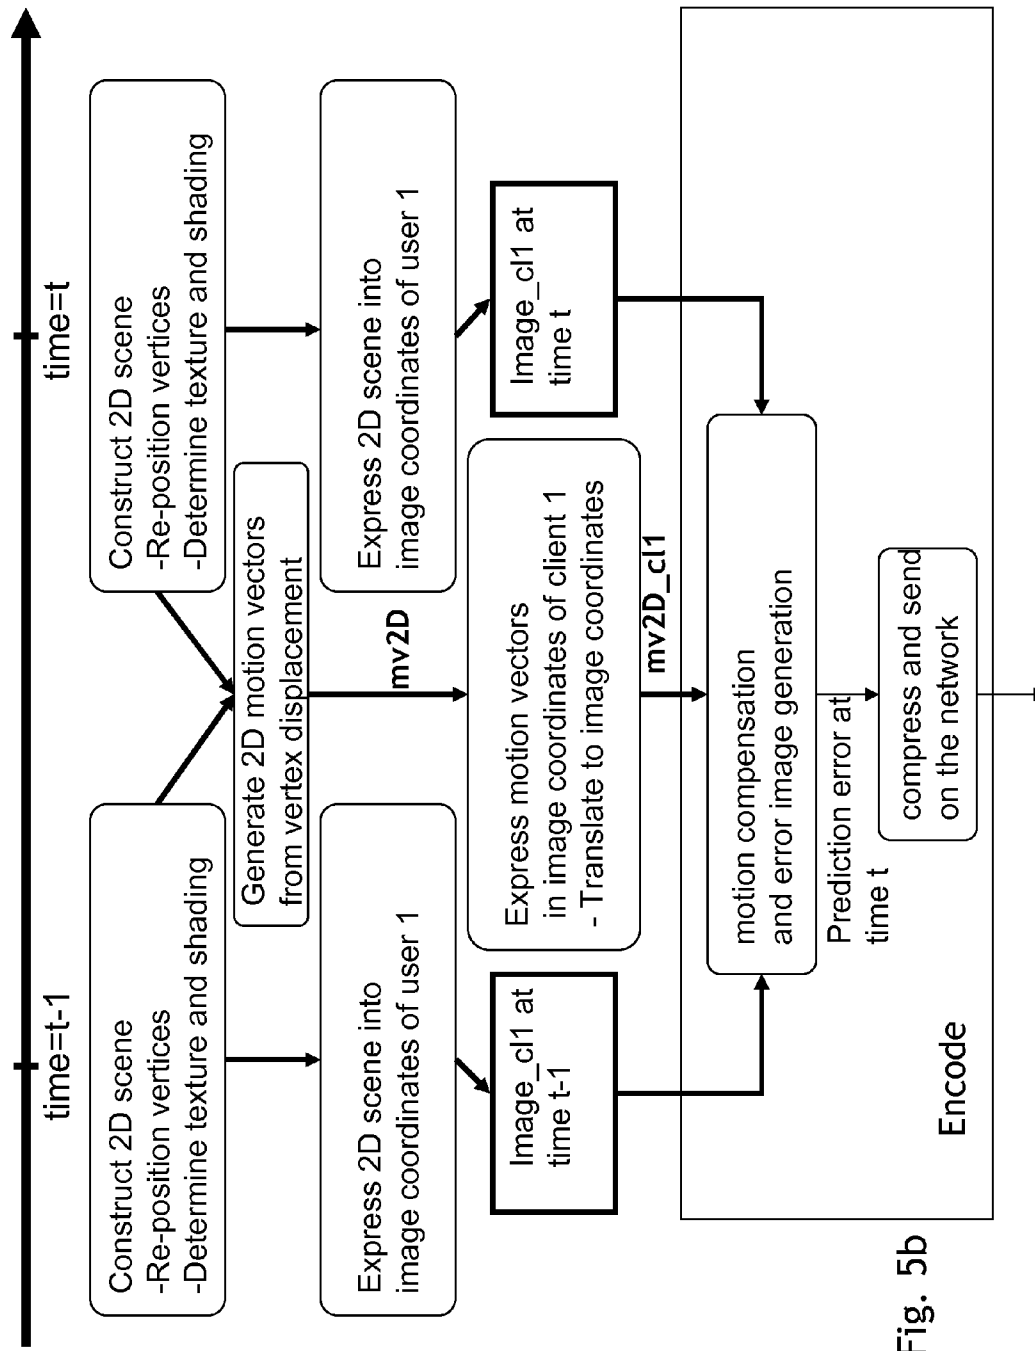 time=t-1
time=t
Construct 2D scene
-Re-position vertices
-Determine texture and shading
Construct 2D scene
-Re-position vertices
-Determine texture and shading
Generate 2D motion vectors
from vertex displacement
Express 2D scene into
image coordinates of user 1
mv2D
Express 2D scene into
image coordinates of user 1
Image_cl1 at
time t-1
Express motion vectors
in image coordinates of client 1
- Translate to image coordinates
Image_cl1 at
time t
mv2D_cl1
motion compensation
and error image generation
Prediction error at
time t
compress and send
on the network
Encode
Fig. 5b